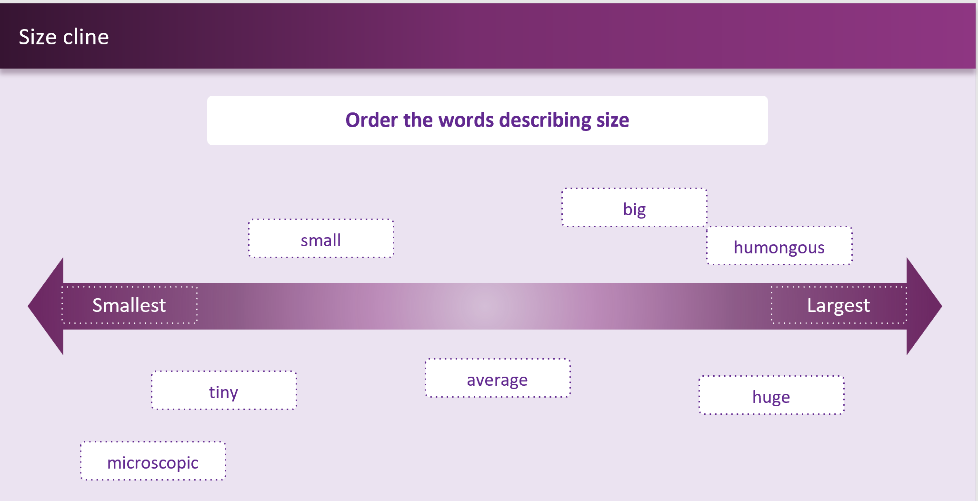 Size cline
Order the words describing size
big
small
humongous
Smallest
Largest
average
tiny
huge
microscopic